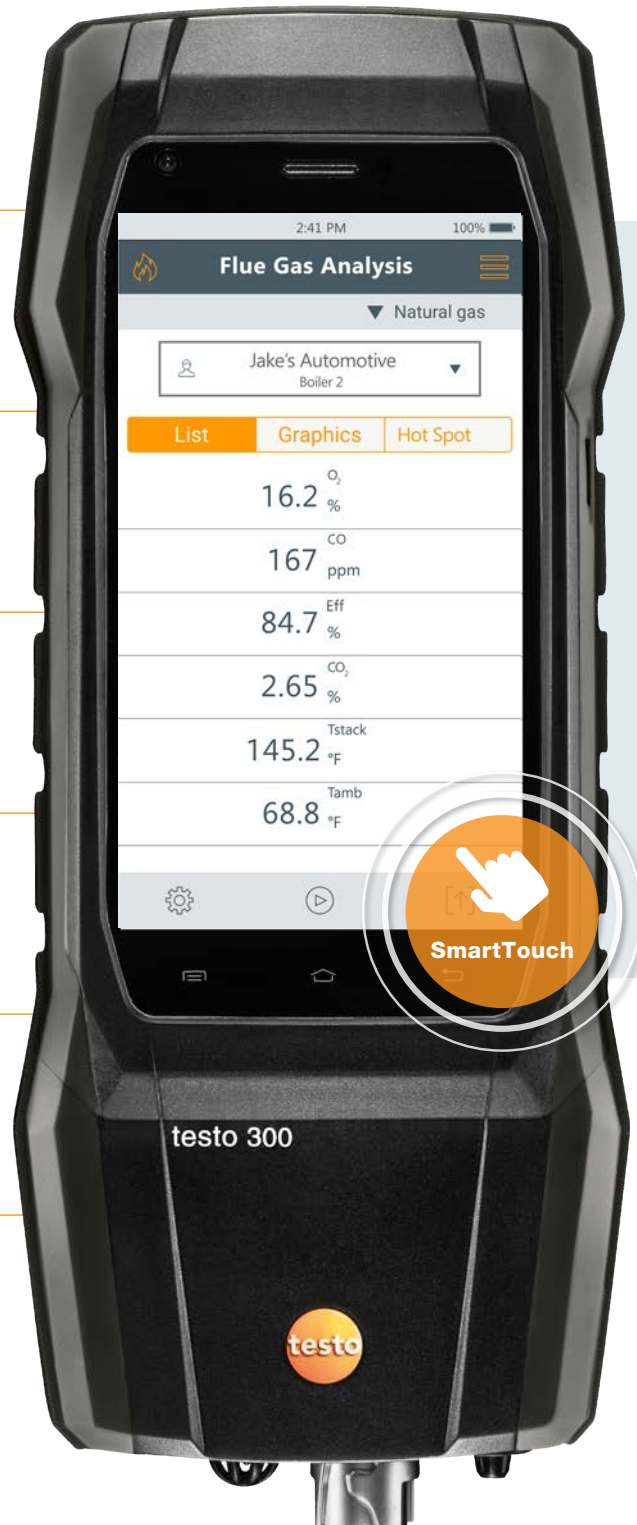 2:41 PM 100%
Flue Gas Analysis
▼ Natural gas
Jake's Automotive ▼
Boiler 2
List Graphics Hot Spot
O₂
16.2 %
CO
167 ppm
Eff
84.7 %
CO₂
2.65 %
Tstack
145.2 °F
Tamb
68.8 °F
SmartTouch
testo 300
testo